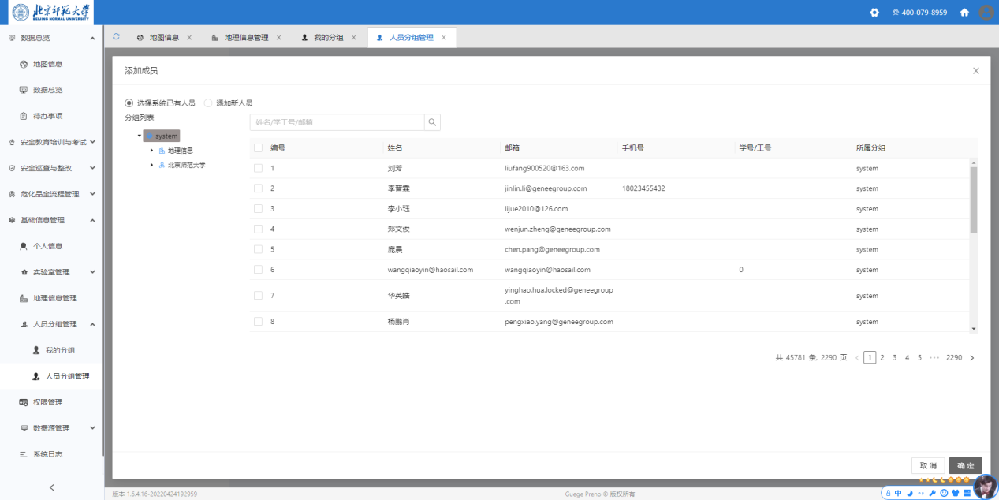 北京师范大学
BEIJING NORMAL UNIVERSITY
400-079-8959
数据总览
地图信息
地理信息管理
我的分组
人员分组管理
地图信息
数据总览
待办事项
安全教育培训与考试
安全巡查与整改
危化品全流程管理
基础信息管理
个人信息
实验室管理
地理信息管理
人员分组管理
我的分组
人员分组管理
权限管理
数据源管理
系统日志
添加成员
选择系统已有人员 添加新人员
分组列表
system
地理信息
北京师范大学
姓名/学工号/邮箱
编号 姓名 邮箱 手机号 学号/工号 所属分组
1 刘芳 liufang900520@163.com system
2 李晋霖 jinlin.li@geneegroup.com 18023455432 system
3 李小珏 lijue2010@126.com system
4 郑文俊 wenjun.zheng@geneegroup.com system
5 庞晨 chen.pang@geneegroup.com system
6 wangqiaoyin@haosail.com wangqiaoyin@haosail.com 0 system
7 华英皓 yinghao.hua.locked@geneegroup
.com system
8 杨鹏肖 pengxiao.yang@geneegroup.com system
共 45781 条, 2290 页 < 1 2 3 4 5 ··· 2290 >
取 消 确 定
版本 1.6.4.16-20220424192959
Guege Preno © 版权所有
中